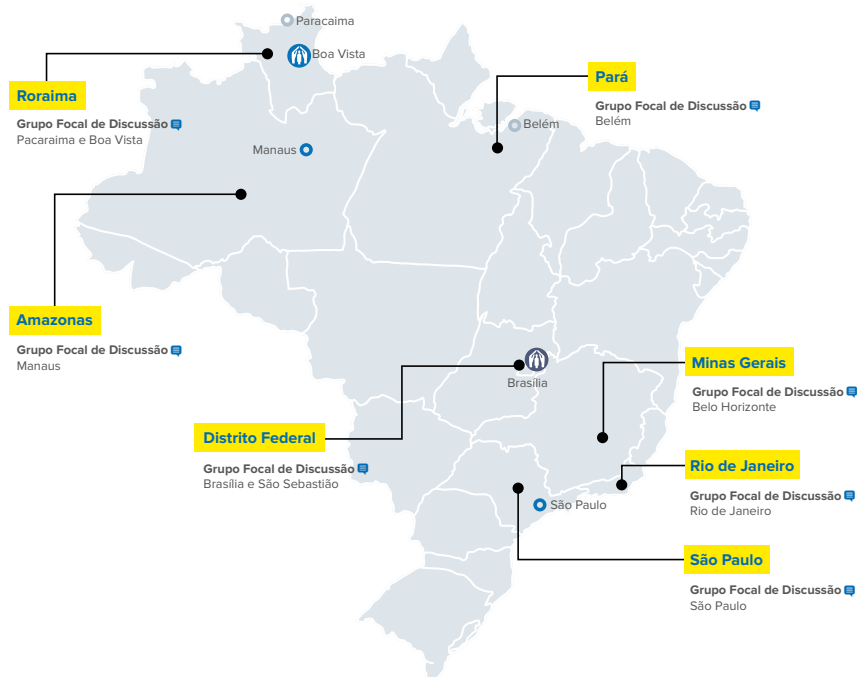 Paracaima
Boa Vista
Roraima
Grupo Focal de Discussão
Pacaraima e Boa Vista
Pará
Grupo Focal de Discussão
Belém
Belém
Manaus
Amazonas
Grupo Focal de Discussão
Manaus
Brasília
Minas Gerais
Grupo Focal de Discussão
Belo Horizonte
Distrito Federal
Grupo Focal de Discussão
Brasília e São Sebastião
Rio de Janeiro
Grupo Focal de Discussão
Rio de Janeiro
São Paulo
São Paulo
Grupo Focal de Discussão
São Paulo